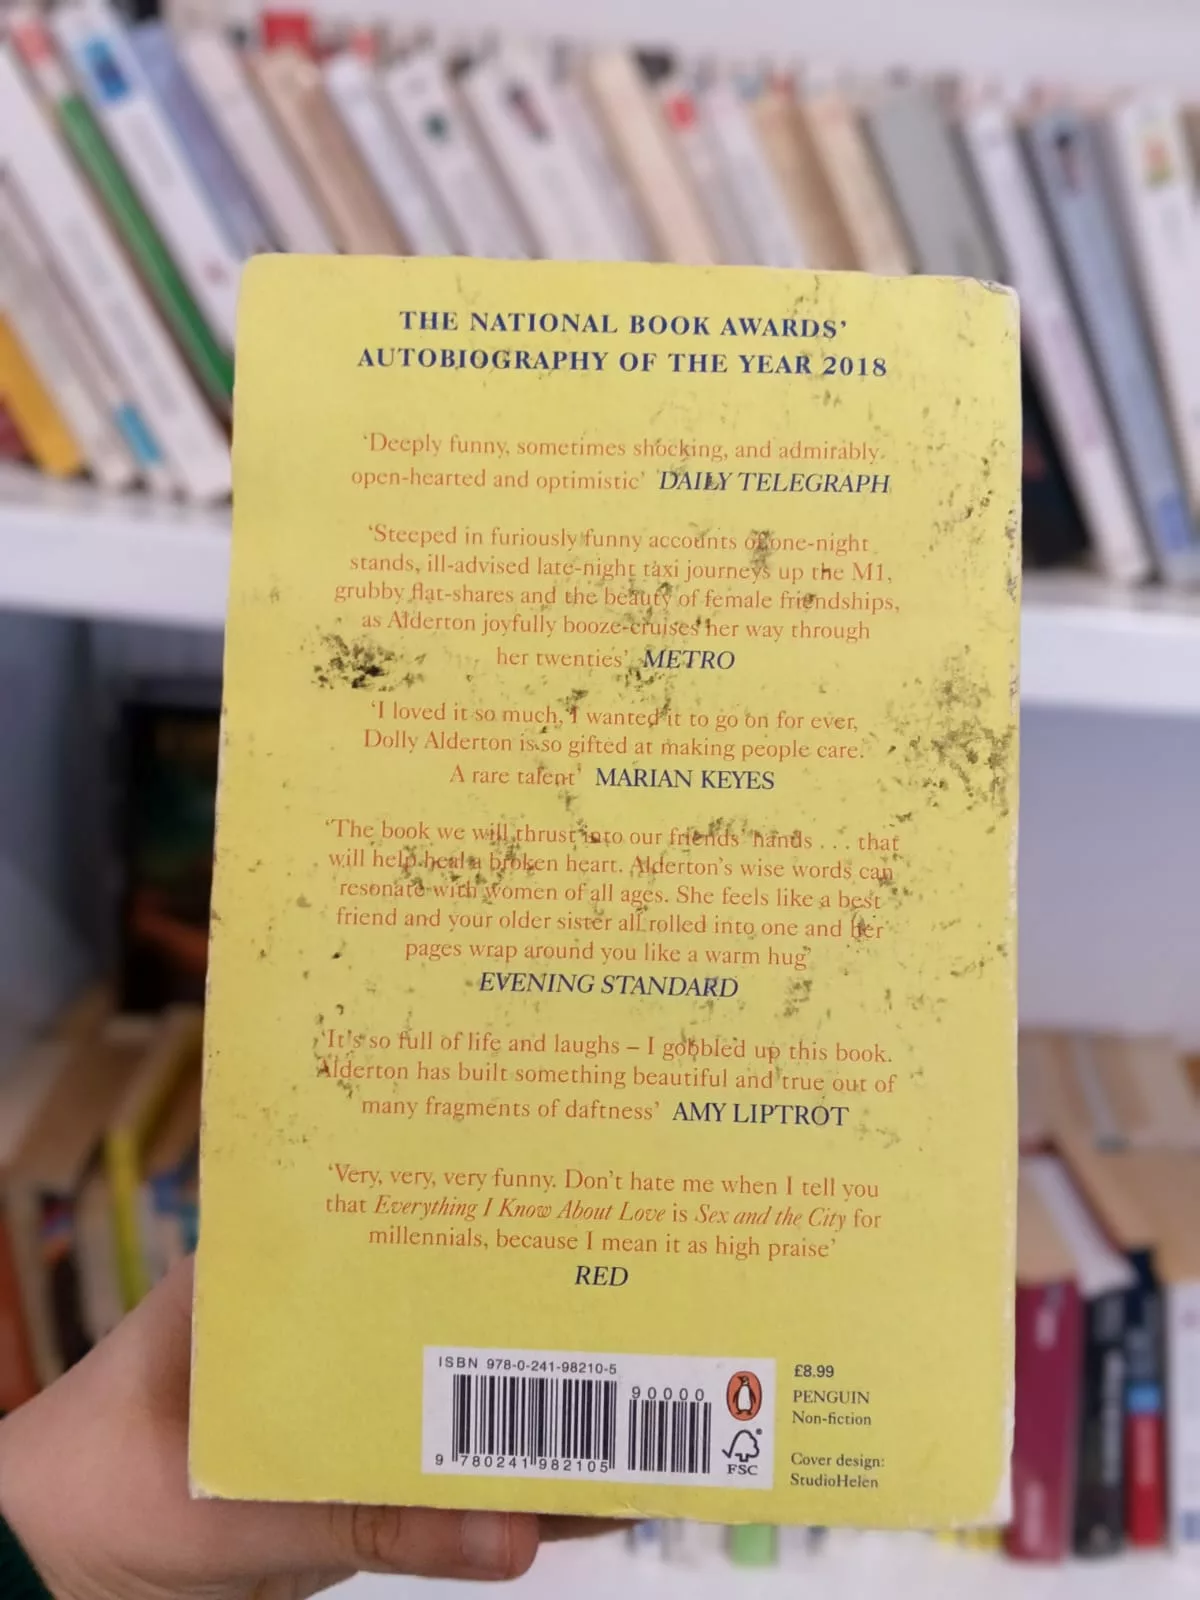 THE NATIONAL BOOK AWARDS’
AUTOBIOGRAPHY OF THE YEAR 2018
‘Deeply funny, sometimes shocking, and admirably
open-hearted and optimistic’ DAILY TELEGRAPH
‘Steeped in furiously funny accounts of one-night
stands, ill-advised late-night taxi journeys up the M1,
grubby flat-shares and the beauty of female friendships,
as Alderton joyfully booze-cruises her way through
her twenties’ METRO
‘I loved it so much, I wanted it to go on for ever,
Dolly Alderton is so gifted at making people care.
A rare talent’ MARIAN KEYES
‘The book we will thrust into our friends’ hands . . . that
will help heal a broken heart. Alderton’s wise words can
resonate with women of all ages. She feels like a best
friend and your older sister all rolled into one and her
pages wrap around you like a warm hug’
EVENING STANDARD
‘It’s so full of life and laughs – I gobbled up this book.
Alderton has built something beautiful and true out of
many fragments of daftness’ AMY LIPTROT
‘Very, very, very funny. Don’t hate me when I tell you
that Everything I Know About Love is Sex and the City for
millennials, because I mean it as high praise’
RED
ISBN 978-0-241-98210-5
90000
9 780241 982105
FSC
£8.99
PENGUIN
Non-fiction
Cover design:
StudioHelen